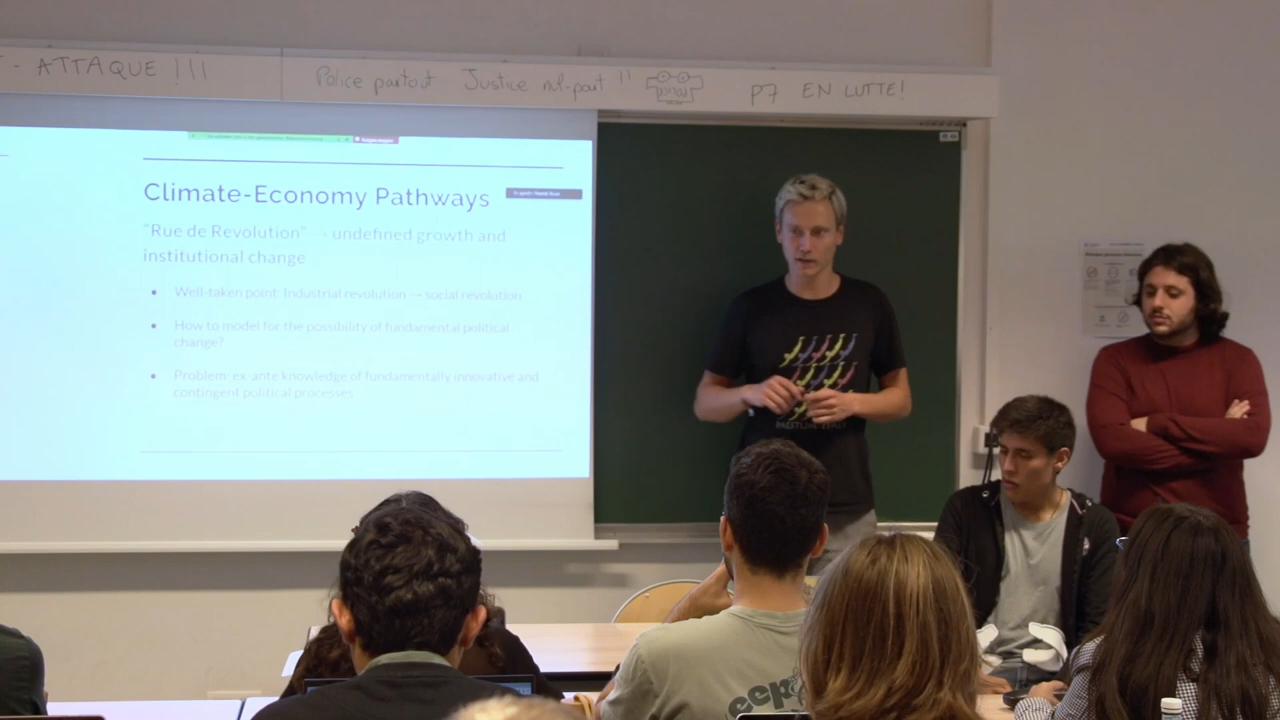 - ATTAQUE !!!
Police partout Justice nul-part !!
P7 EN LUTTE!
Climate-Economy Pathways
"Rue de Revolution" → undefined growth and
institutional change
• Well-taken point: Industrial revolution → social revolution
• How to model for the possibility of fundamental political
change?
• Problem: ex-ante knowledge of fundamentally innovative and
contingent political processes
eep